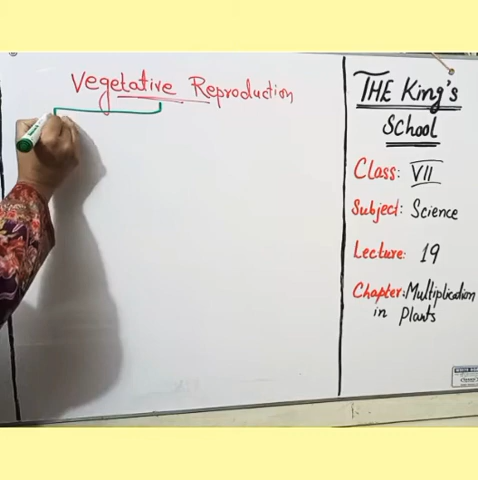 Vegetative Reproduction
THE King's
School
Class: VII
Subject: Science
Lecture: 19
Chapter: Multiplication
in Plants